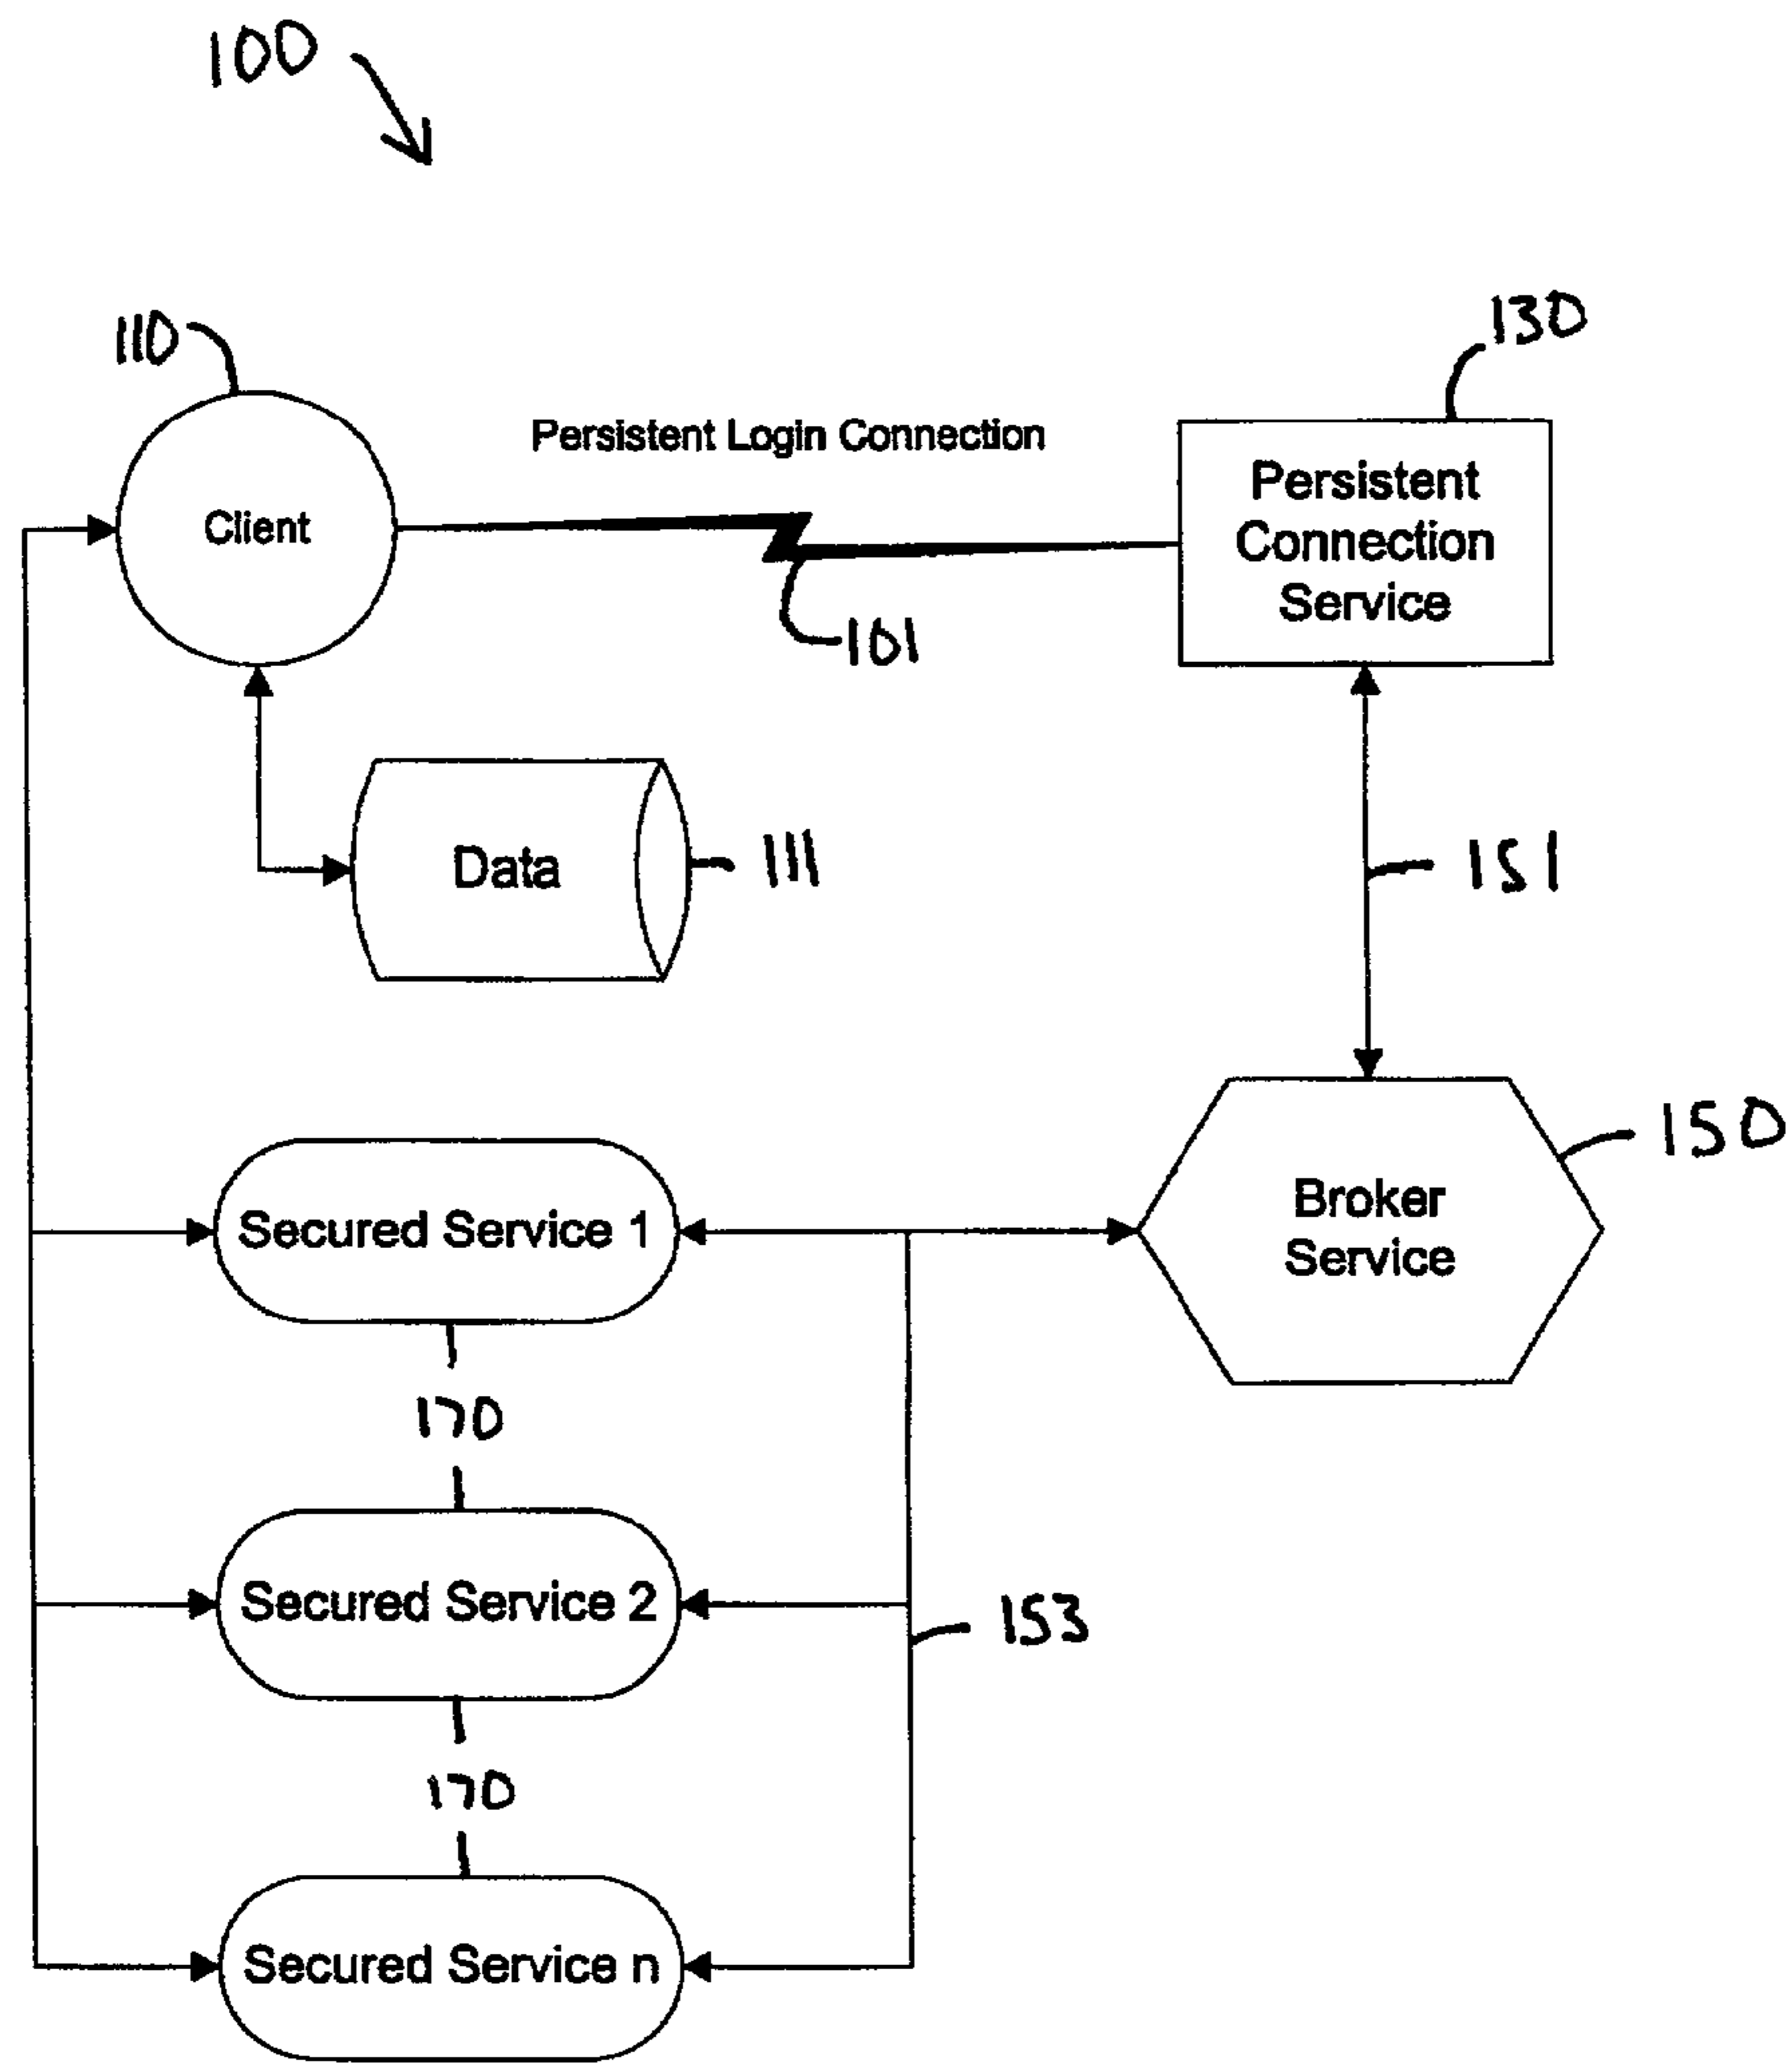 100
110
130
Persistent Login Connection
Client
Persistent
Connection
Service
101
Data
111
151
150
Secured Service 1
Broker
Service
170
Secured Service 2
153
170
Secured Service n